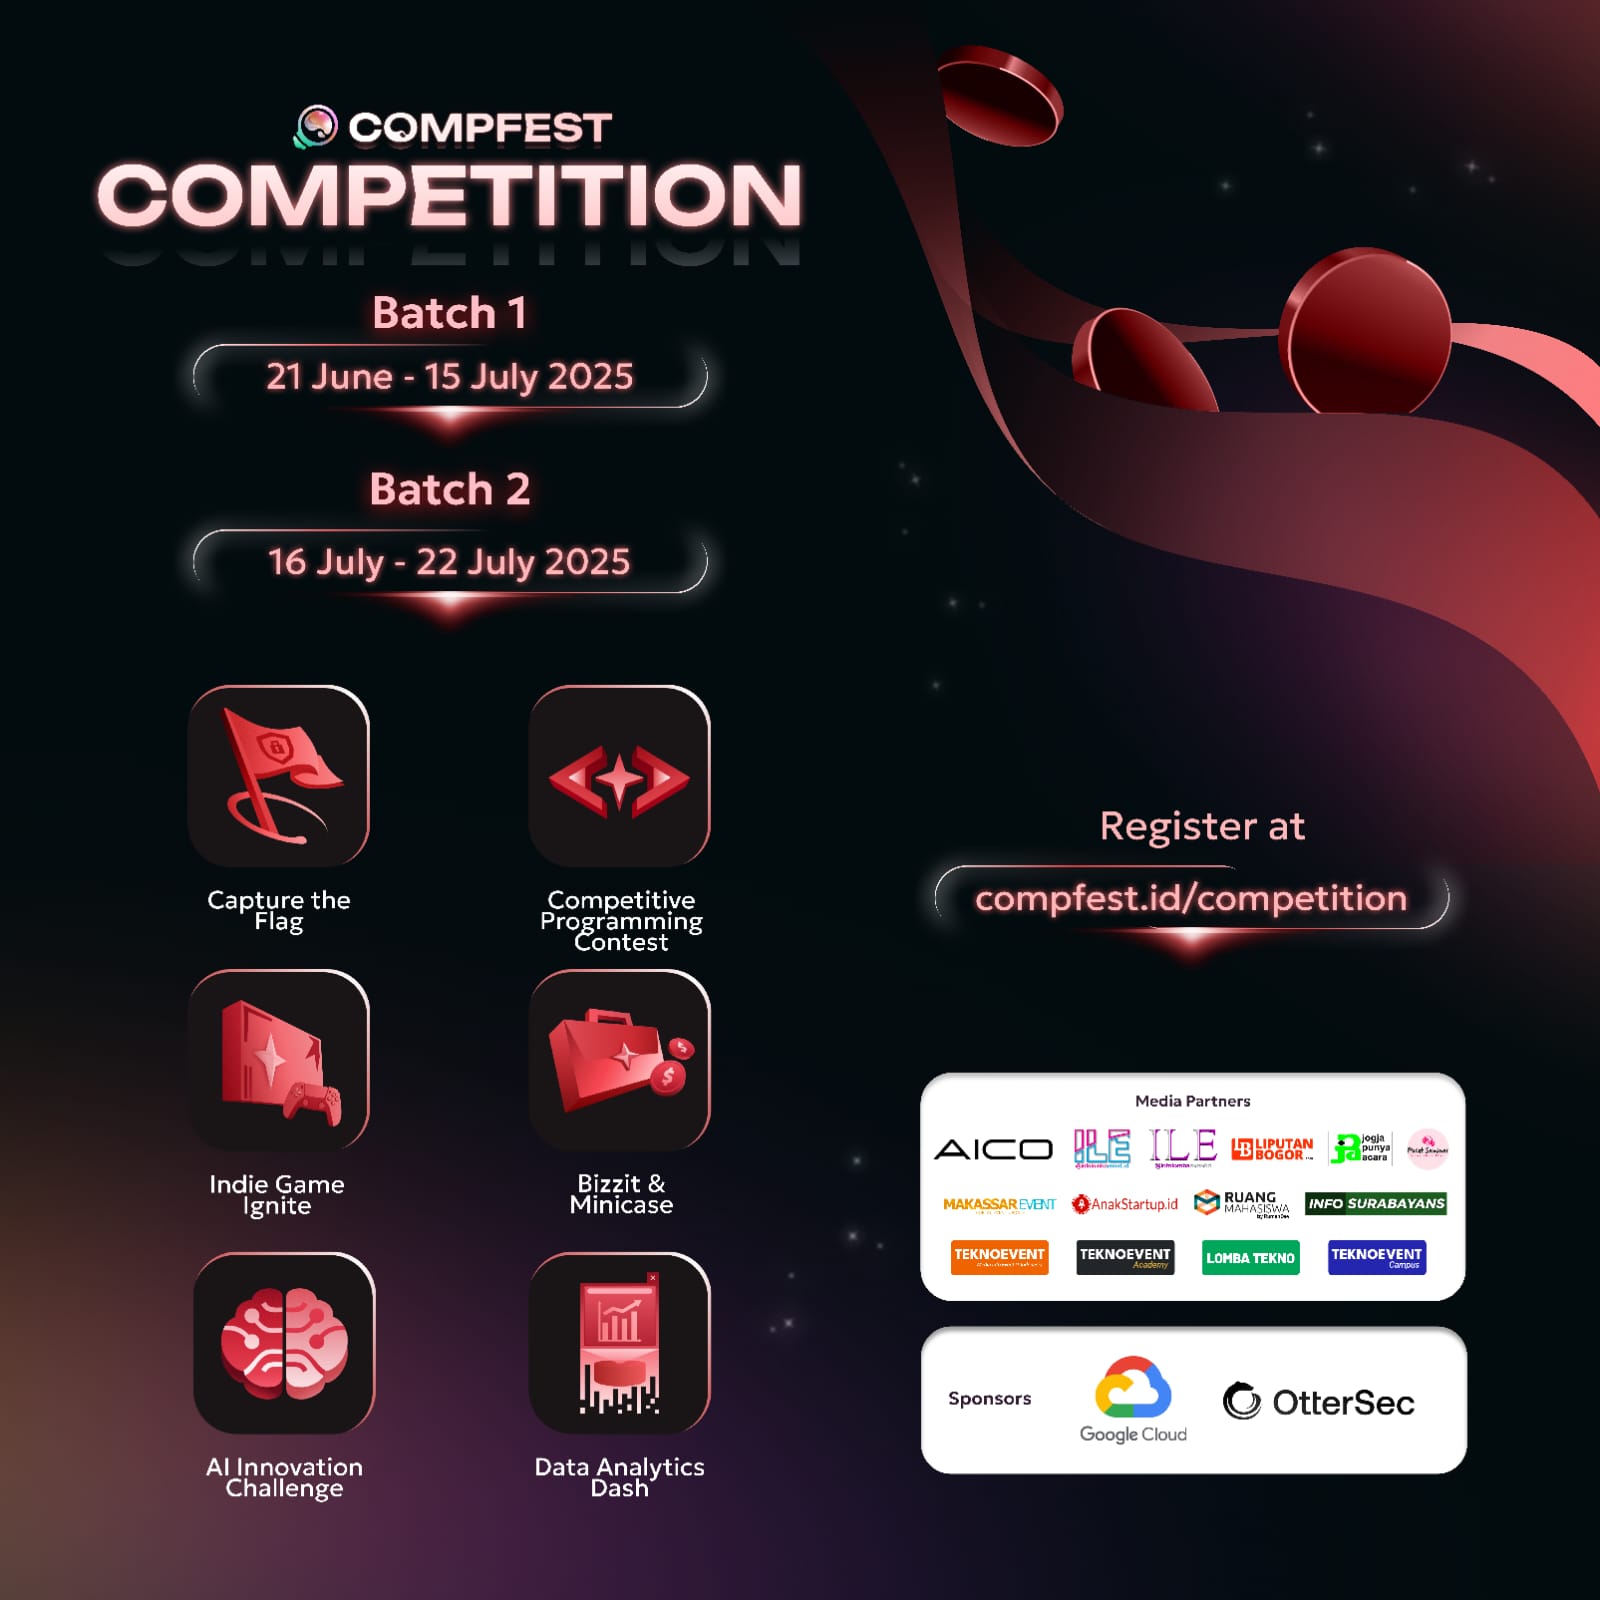 COMPFEST
COMPETITION
Batch 1
21 June - 15 July 2025
Batch 2
16 July - 22 July 2025
Capture the
Flag
Competitive
Programming
Contest
Indie Game
Ignite
Bizzit &
Minicase
AI Innovation
Challenge
Data Analytics
Dash
Register at
compfest.id/competition
Media Partners
AICO
ILE
ILE
LB LIPUTAN
BOGOR
jogja
punya
acara
Pusat Seminar
MAKASSAR EVENT
AnakStartup.id
RUANG
MAHASISWA
INFO SURABAYANS
TEKNOEVENT
TEKNOEVENT
Academy
LOMBA TEKNO
TEKNOEVENT
Campus
Sponsors
Google Cloud
OtterSec